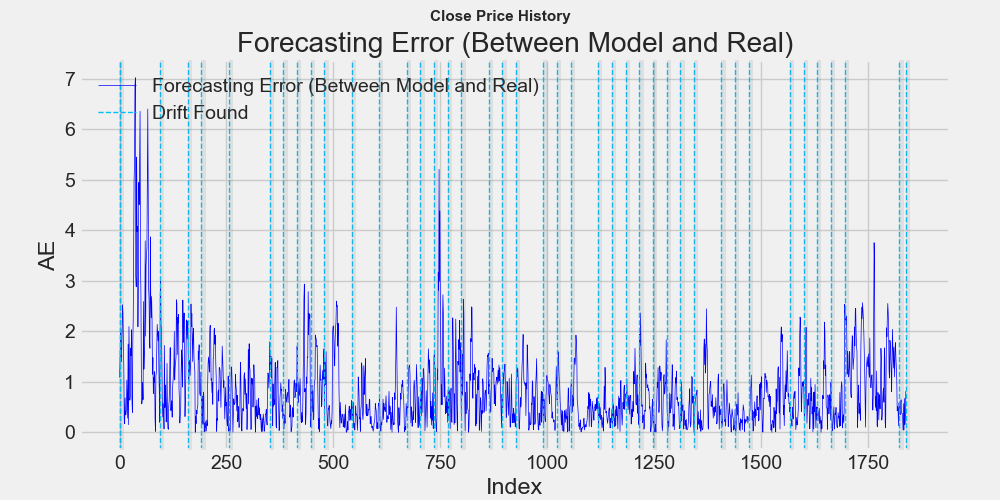 Close Price History
Forecasting Error (Between Model and Real)
Forecasting Error (Between Model and Real)
Drift Found
7
6
5
4
3
2
1
0
AE
0 250 500 750 1000 1250 1500 1750
Index